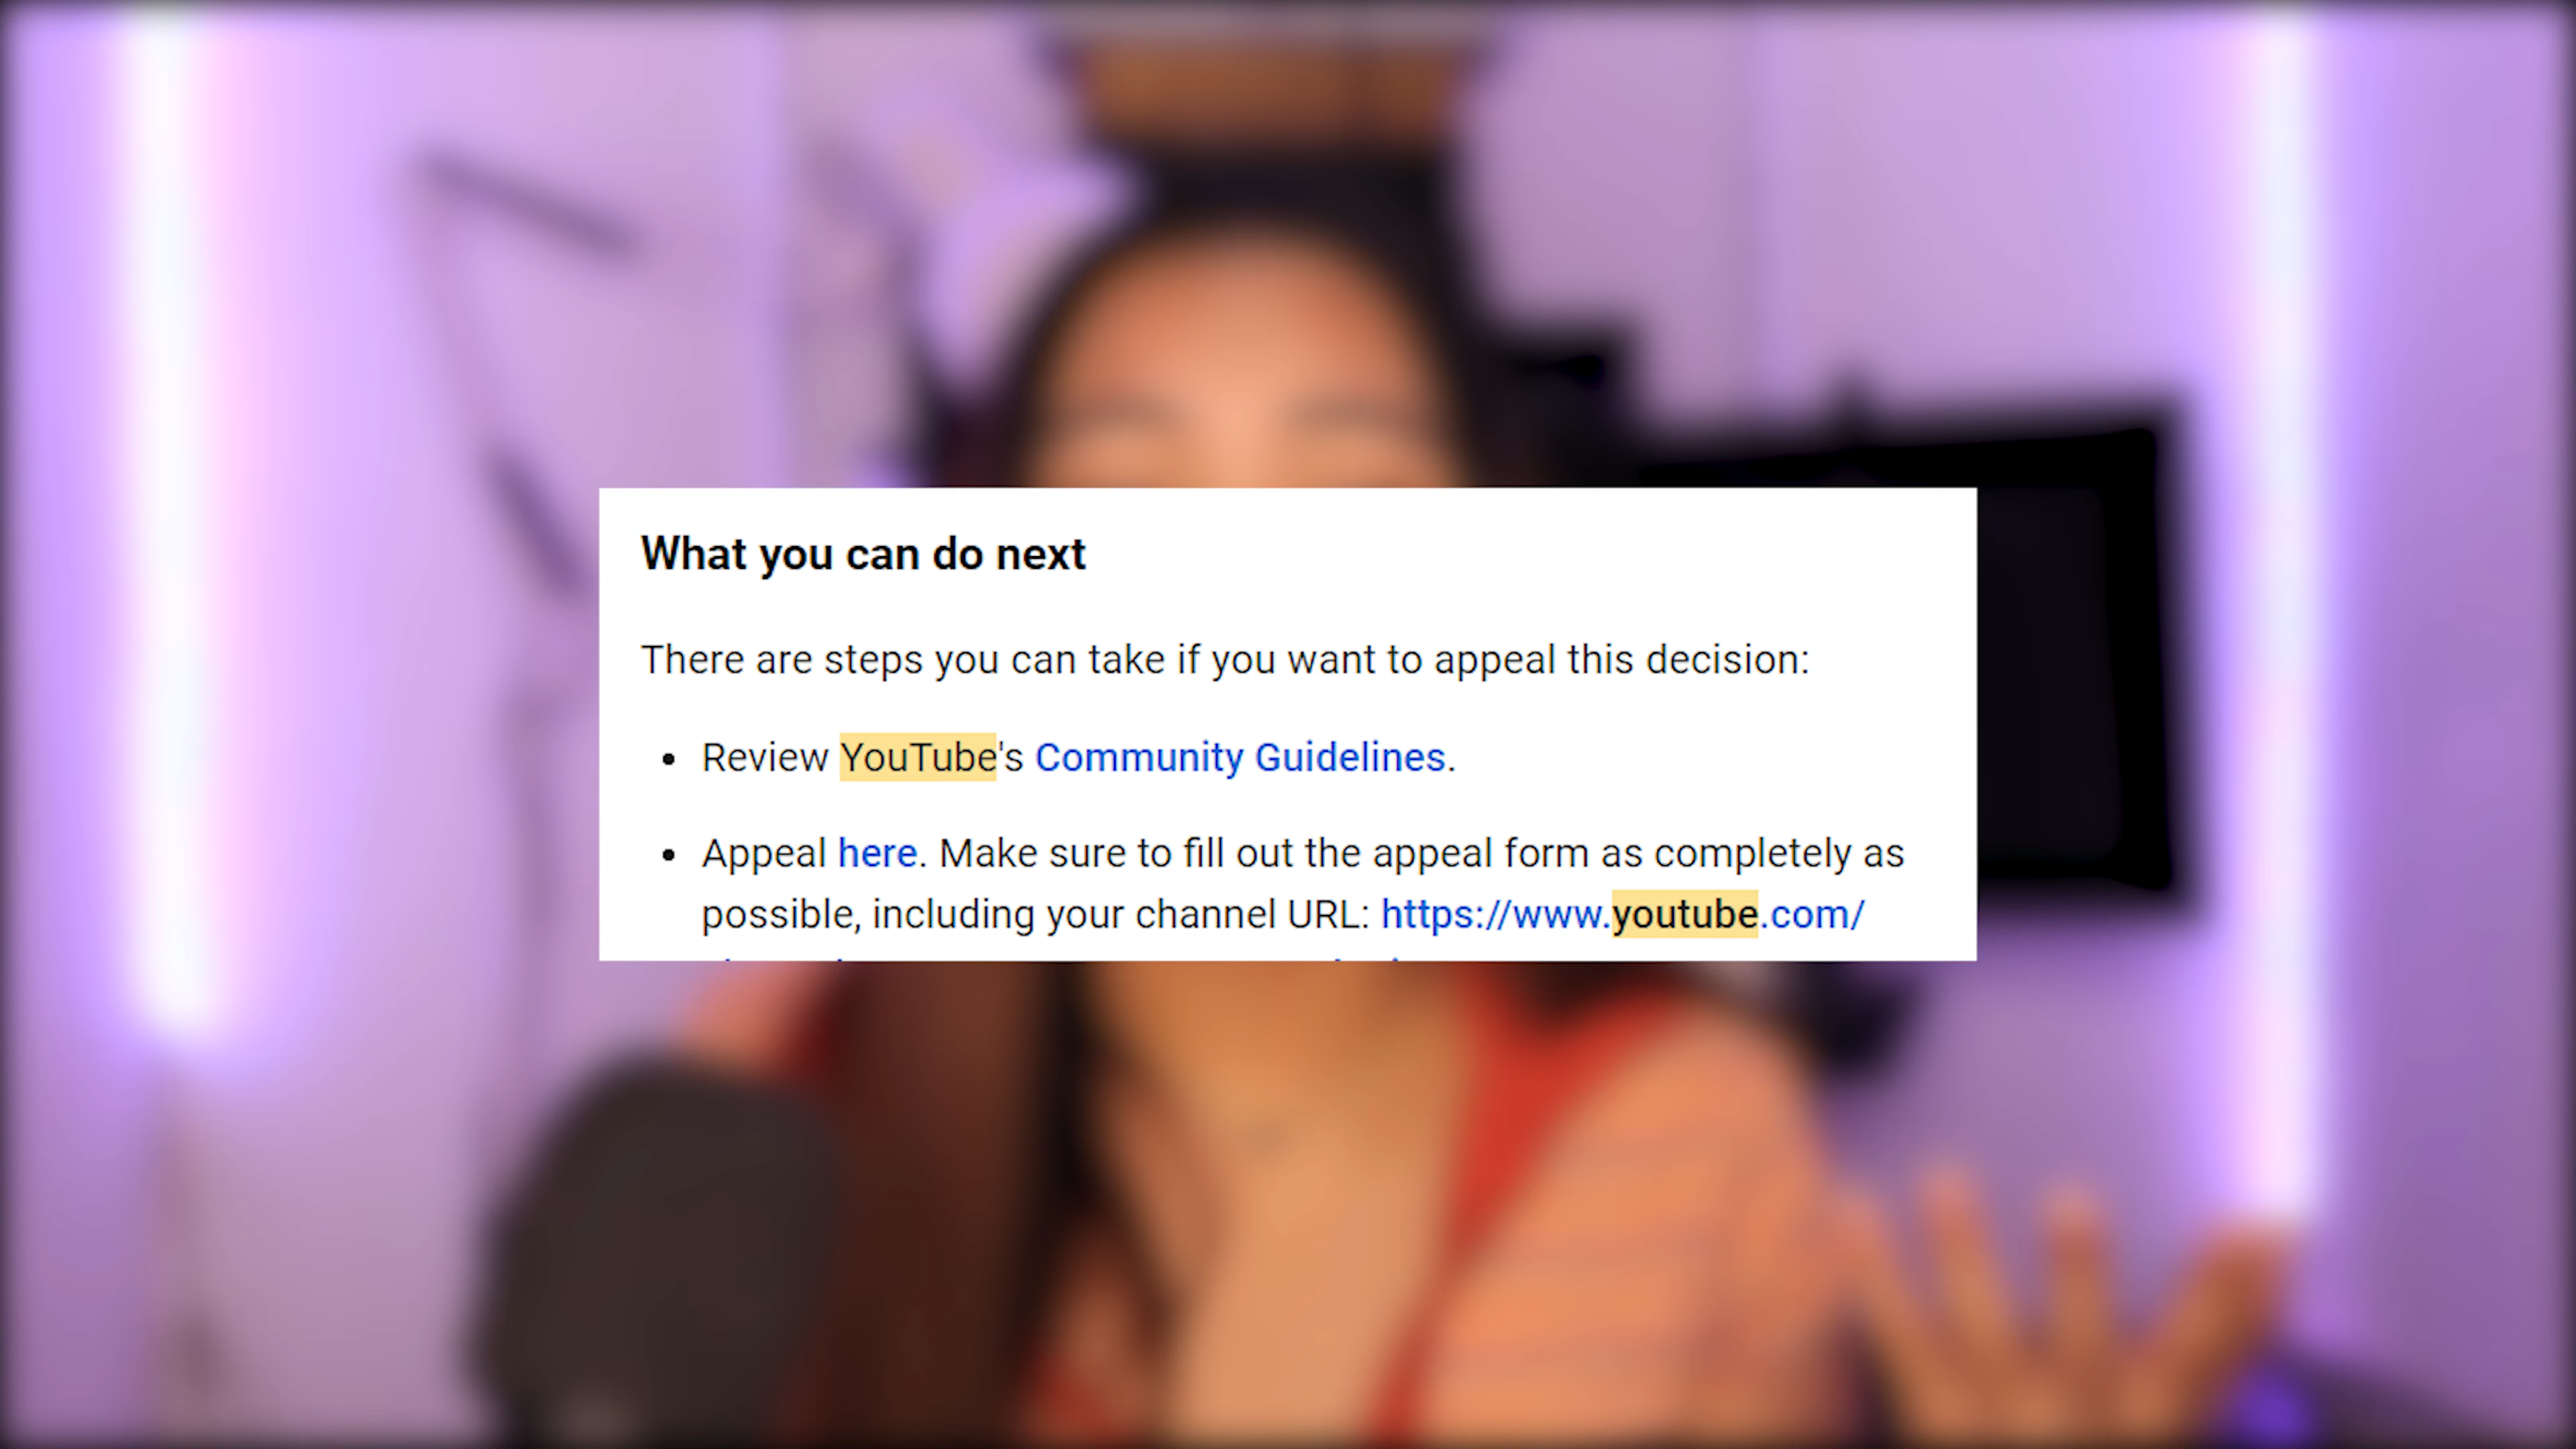 What you can do next
There are steps you can take if you want to appeal this decision:
• Review YouTube's Community Guidelines.
• Appeal here. Make sure to fill out the appeal form as completely as
possible, including your channel URL: https://www.youtube.com/